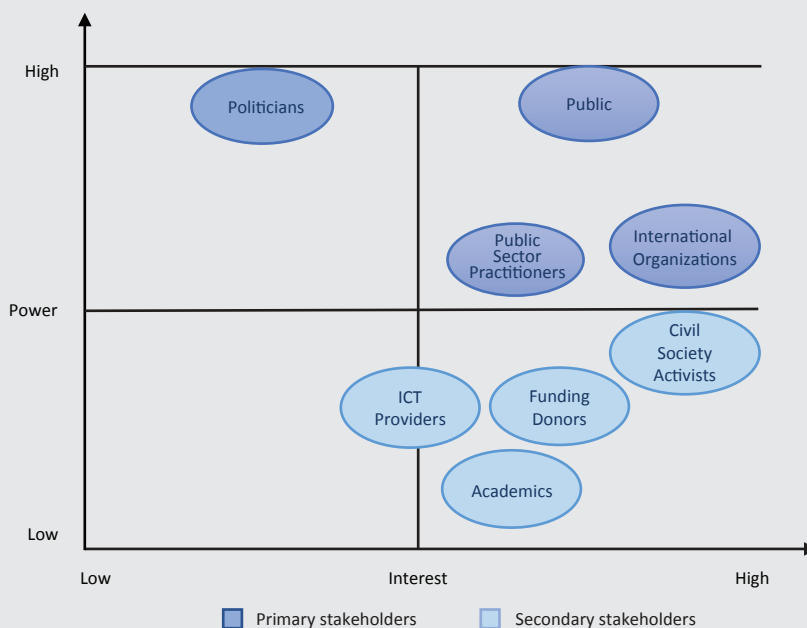 High
Politicians
Public
Public
Sector
Practitioners
International
Organizations
Power
Civil
Society
Activists
ICT
Providers
Funding
Donors
Academics
Low
Low
Interest
High
Primary stakeholders
Secondary stakeholders